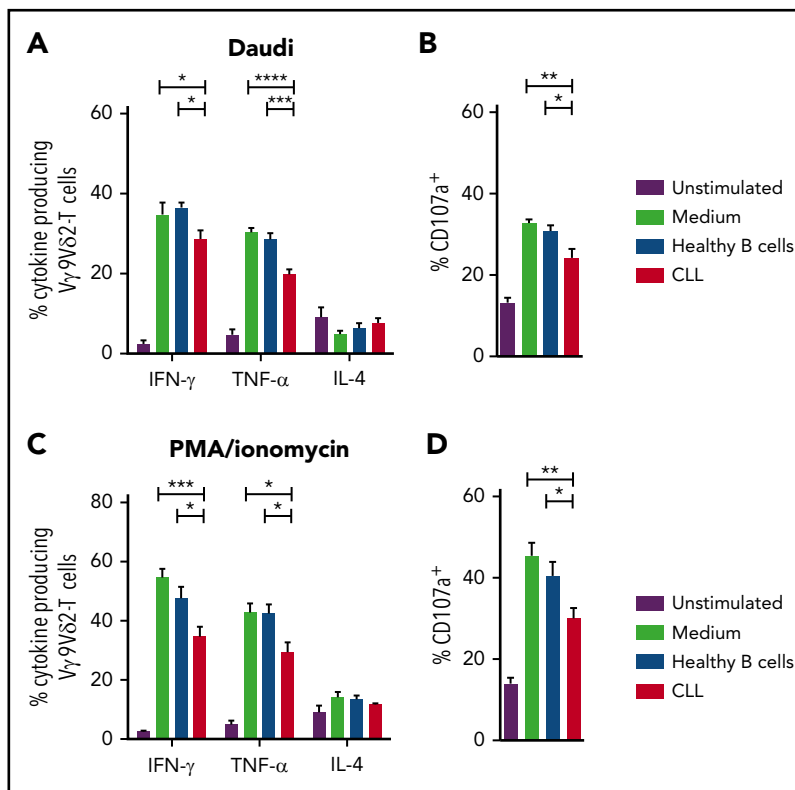 A
Daudi
* ****
* ***
60
40
20
0
% cytokine producing
Vγ9Vδ2-T cells
IFN-γ TNF-α IL-4
B
**
*
60
40
20
0
% CD107a+
Unstimulated
Medium
Healthy B cells
CLL
C
PMA/ionomycin
*** *
* *
80
60
40
20
0
% cytokine producing
Vγ9Vδ2-T cells
IFN-γ TNF-α IL-4
D
**
*
60
40
20
0
% CD107a+
Unstimulated
Medium
Healthy B cells
CLL